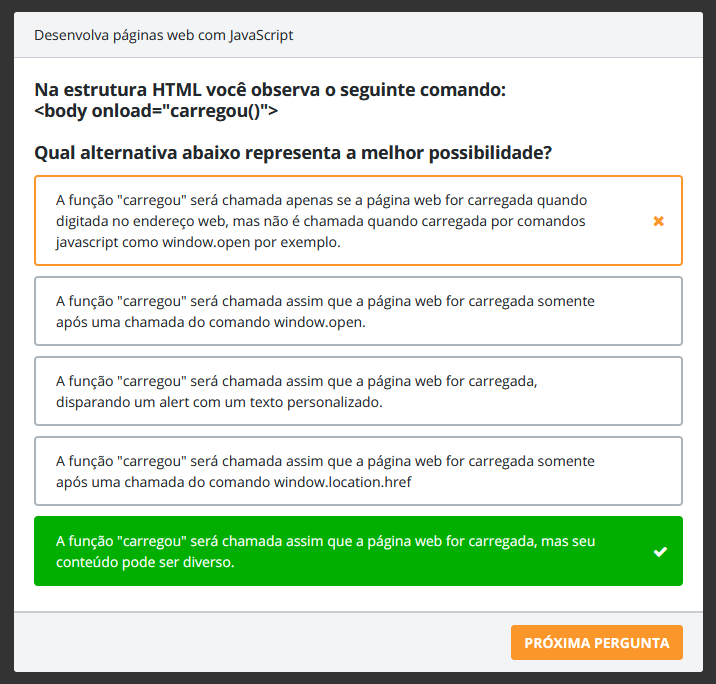 Desenvolva páginas web com JavaScript
Na estrutura HTML você observa o seguinte comando:
<body onload="carregou()">
Qual alternativa abaixo representa a melhor possibilidade?
A função "carregou" será chamada apenas se a página web for carregada quando
digitada no endereço web, mas não é chamada quando carregada por comandos
javascript como window.open por exemplo.
A função "carregou" será chamada assim que a página web for carregada somente
após uma chamada do comando window.open.
A função "carregou" será chamada assim que a página web for carregada,
disparando um alert com um texto personalizado.
A função "carregou" será chamada assim que a página web for carregada somente
após uma chamada do comando window.location.href
A função "carregou" será chamada assim que a página web for carregada, mas seu
conteúdo pode ser diverso.
PRÓXIMA PERGUNTA